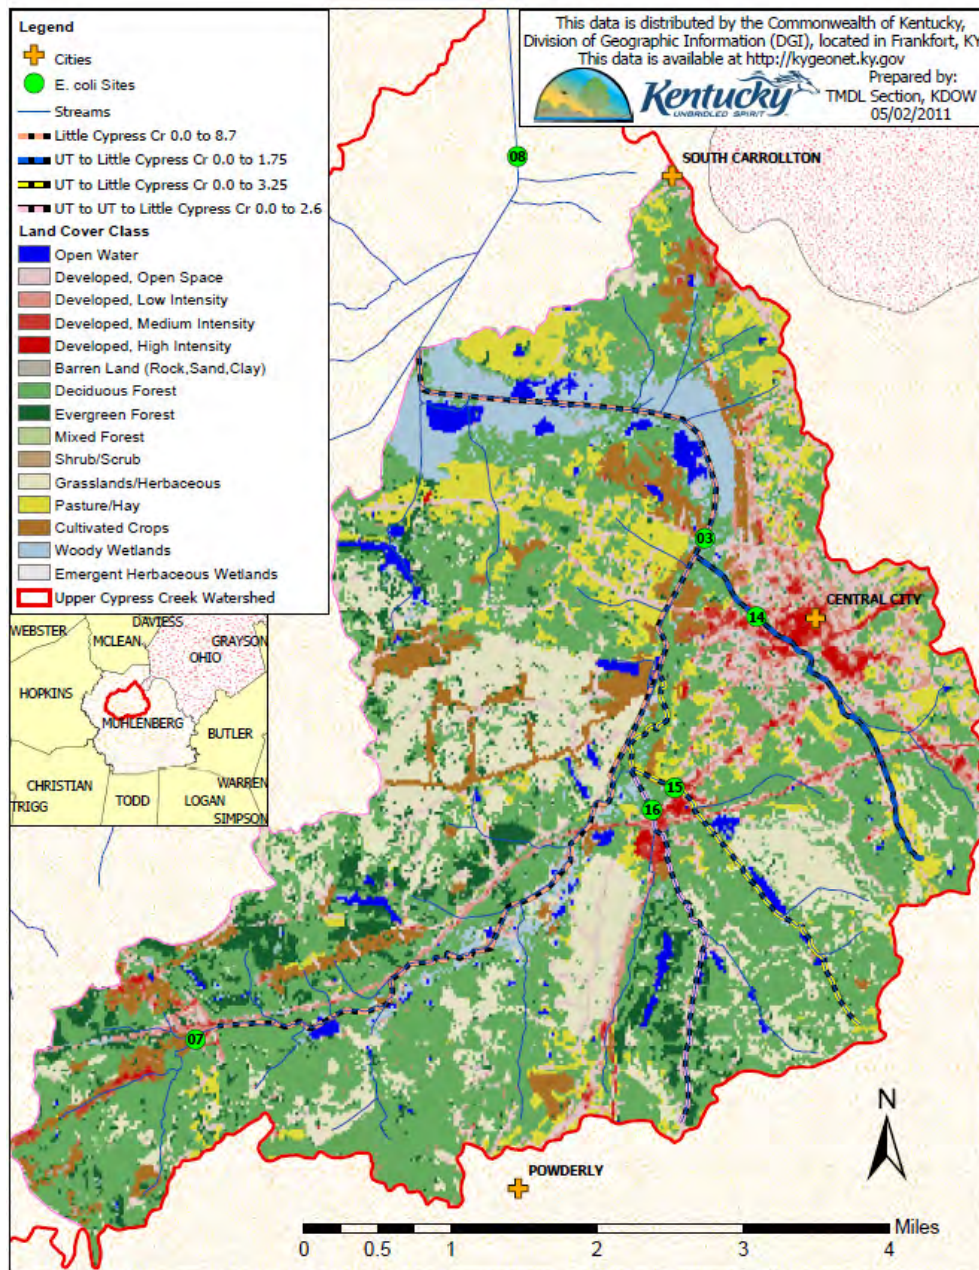 Legend
Cities
E. coli Sites
Streams
Little Cypress Cr 0.0 to 8.7
UT to Little Cypress Cr 0.0 to 1.75
UT to Little Cypress Cr 0.0 to 3.25
UT to UT to Little Cypress Cr 0.0 to 2.6
Land Cover Class
Open Water
Developed, Open Space
Developed, Low Intensity
Developed, Medium Intensity
Developed, High Intensity
Barren Land (Rock,Sand,Clay)
Deciduous Forest
Evergreen Forest
Mixed Forest
Shrub/Scrub
Grasslands/Herbaceous
Pasture/Hay
Cultivated Crops
Woody Wetlands
Emergent Herbaceous Wetlands
Upper Cypress Creek Watershed
This data is distributed by the Commonwealth of Kentucky,
Division of Geographic Information (DGI), located in Frankfort, KY
This data is available at http://kygeonet.ky.gov
Kentucky
UNBRIDLED SPIRIT
Prepared by:
TMDL Section, KDOW
05/02/2011
08
SOUTH CARROLLTON
03
CENTRAL CITY
14
15
16
07
POWDERLY
WEBSTER
DAVIESS
MCLEAN
GRAYSON
OHIO
HOPKINS
MUHLENBERG
BUTLER
CHRISTIAN
WARREN
TRIGG
TODD
LOGAN
SIMPSON
N
Miles
0
0.5
1
2
3
4